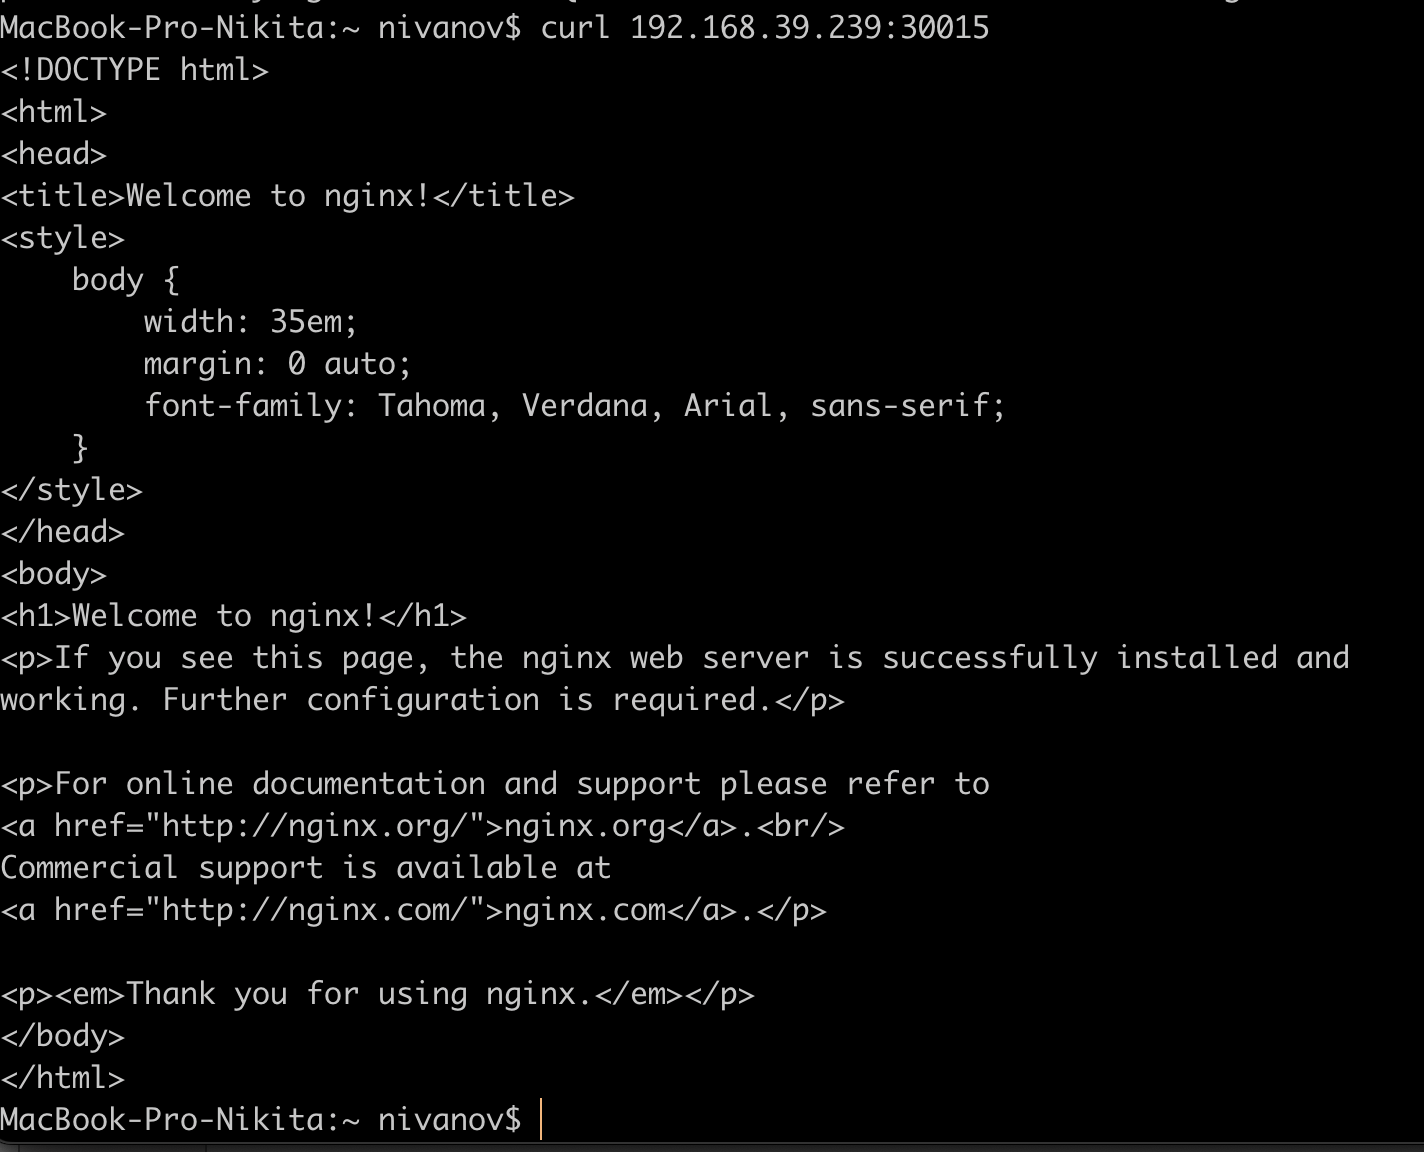 MacBook-Pro-Nikita:~ nivanov$ curl 192.168.39.239:30015
<!DOCTYPE html>
<html>
<head>
<title>Welcome to nginx!</title>
<style>
    body {
        width: 35em;
        margin: 0 auto;
        font-family: Tahoma, Verdana, Arial, sans-serif;
    }
</style>
</head>
<body>
<h1>Welcome to nginx!</h1>
<p>If you see this page, the nginx web server is successfully installed and
working. Further configuration is required.</p>

<p>For online documentation and support please refer to
<a href="http://nginx.org/">nginx.org</a>.<br/>
Commercial support is available at
<a href="http://nginx.com/">nginx.com</a>.</p>

<p><em>Thank you for using nginx.</em></p>
</body>
</html>
MacBook-Pro-Nikita:~ nivanov$